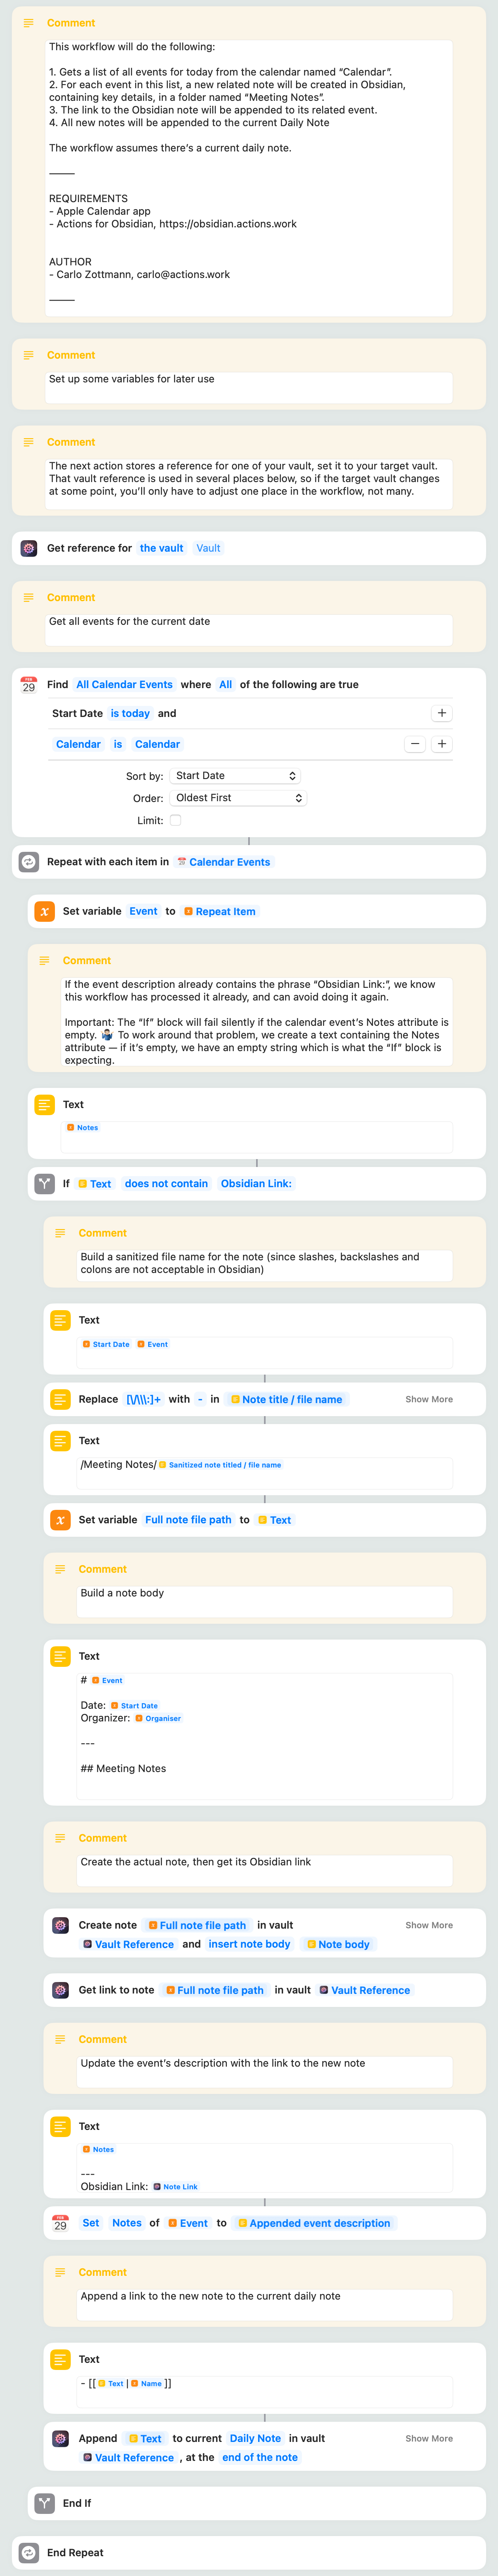 Comment
This workflow will do the following:
1. Gets a list of all events for today from the calendar named “Calendar”.
2. For each event in this list, a new related note will be created in Obsidian,
containing key details, in a folder named “Meeting Notes”.
3. The link to the Obsidian note will be appended to its related event.
4. All new notes will be appended to the current Daily Note
The workflow assumes there’s a current daily note.
——
REQUIREMENTS
- Apple Calendar app
- Actions for Obsidian, https://obsidian.actions.work
AUTHOR
- Carlo Zottmann, carlo@actions.work
——
Comment
Set up some variables for later use
Comment
The next action stores a reference for one of your vault, set it to your target vault.
That vault reference is used in several places below, so if the target vault changes
at some point, you’ll only have to adjust one place in the workflow, not many.
Get reference for the vault Vault
Comment
Get all events for the current date
FEB
29
Find All Calendar Events where All of the following are true
Start Date is today and
Calendar is Calendar
Sort by: Start Date
Order: Oldest First
Limit:
Repeat with each item in Calendar Events
Set variable Event to Repeat Item
Comment
If the event description already contains the phrase “Obsidian Link:”, we know
this workflow has processed it already, and can avoid doing it again.
Important: The “If” block will fail silently if the calendar event’s Notes attribute is
empty. 🤷🏻‍♂️ To work around that problem, we create a text containing the Notes
attribute — if it’s empty, we have an empty string which is what the “If” block is
expecting.
Text
Notes
If Text does not contain Obsidian Link:
Comment
Build a sanitized file name for the note (since slashes, backslashes and
colons are not acceptable in Obsidian)
Text
Start Date Event
Replace [\/\\\:]+ with - in Note title / file name Show More
Text
/Meeting Notes/ Sanitized note titled / file name
Set variable Full note file path to Text
Comment
Build a note body
Text
# Event
Date: Start Date
Organizer: Organiser
---
## Meeting Notes
Comment
Create the actual note, then get its Obsidian link
Create note Full note file path in vault Show More
Vault Reference and insert note body Note body
Get link to note Full note file path in vault Vault Reference
Comment
Update the event’s description with the link to the new note
Text
Notes
---
Obsidian Link: Note Link
FEB
29
Set Notes of Event to Appended event description
Comment
Append a link to the new note to the current daily note
Text
- [[ Text | Name ]]
Append Text to current Daily Note in vault Show More
Vault Reference , at the end of the note
End If
End Repeat